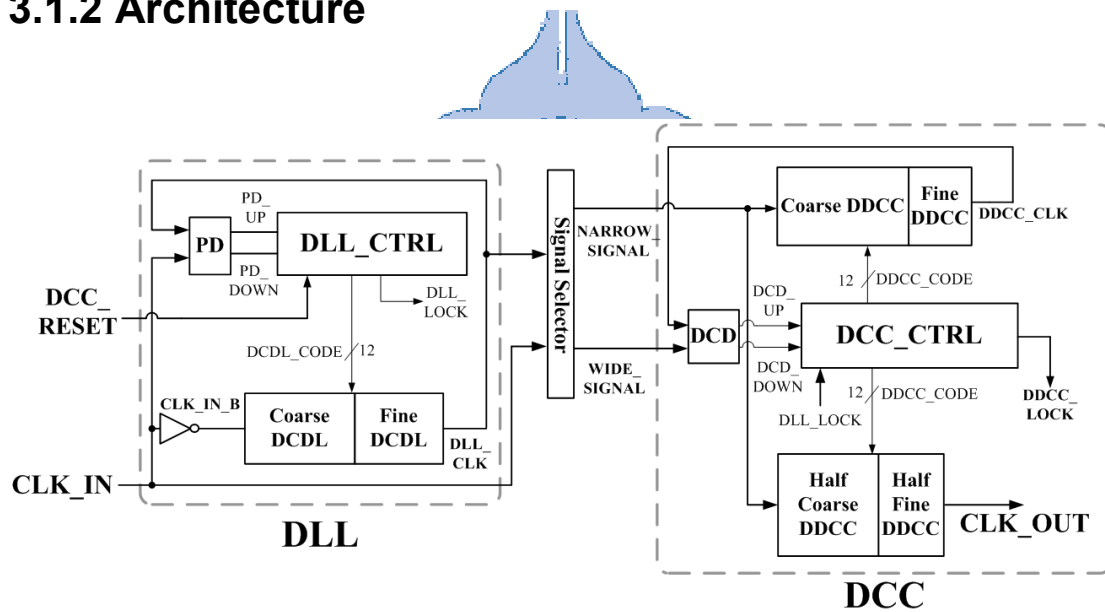 3.1.2 Architecture
PD_
UP
PD
DLL_CTRL
PD_
DOWN
DCC_
RESET
DLL_
LOCK
DCDL_CODE
12
CLK_IN_B
Coarse
DCDL
Fine
DCDL
DLL_
CLK
CLK_IN
DLL
Signal Selector
NARROW_
SIGNAL
WIDE_
SIGNAL
Coarse DDCC
Fine
DDCC
DDCC_CLK
12
DDCC_CODE
DCD_
UP
DCD
DCC_CTRL
DCD_
DOWN
12
DDCC_CODE
DLL_LOCK
DDCC_
LOCK
Half
Coarse
DDCC
Half
Fine
DDCC
CLK_OUT
DCC